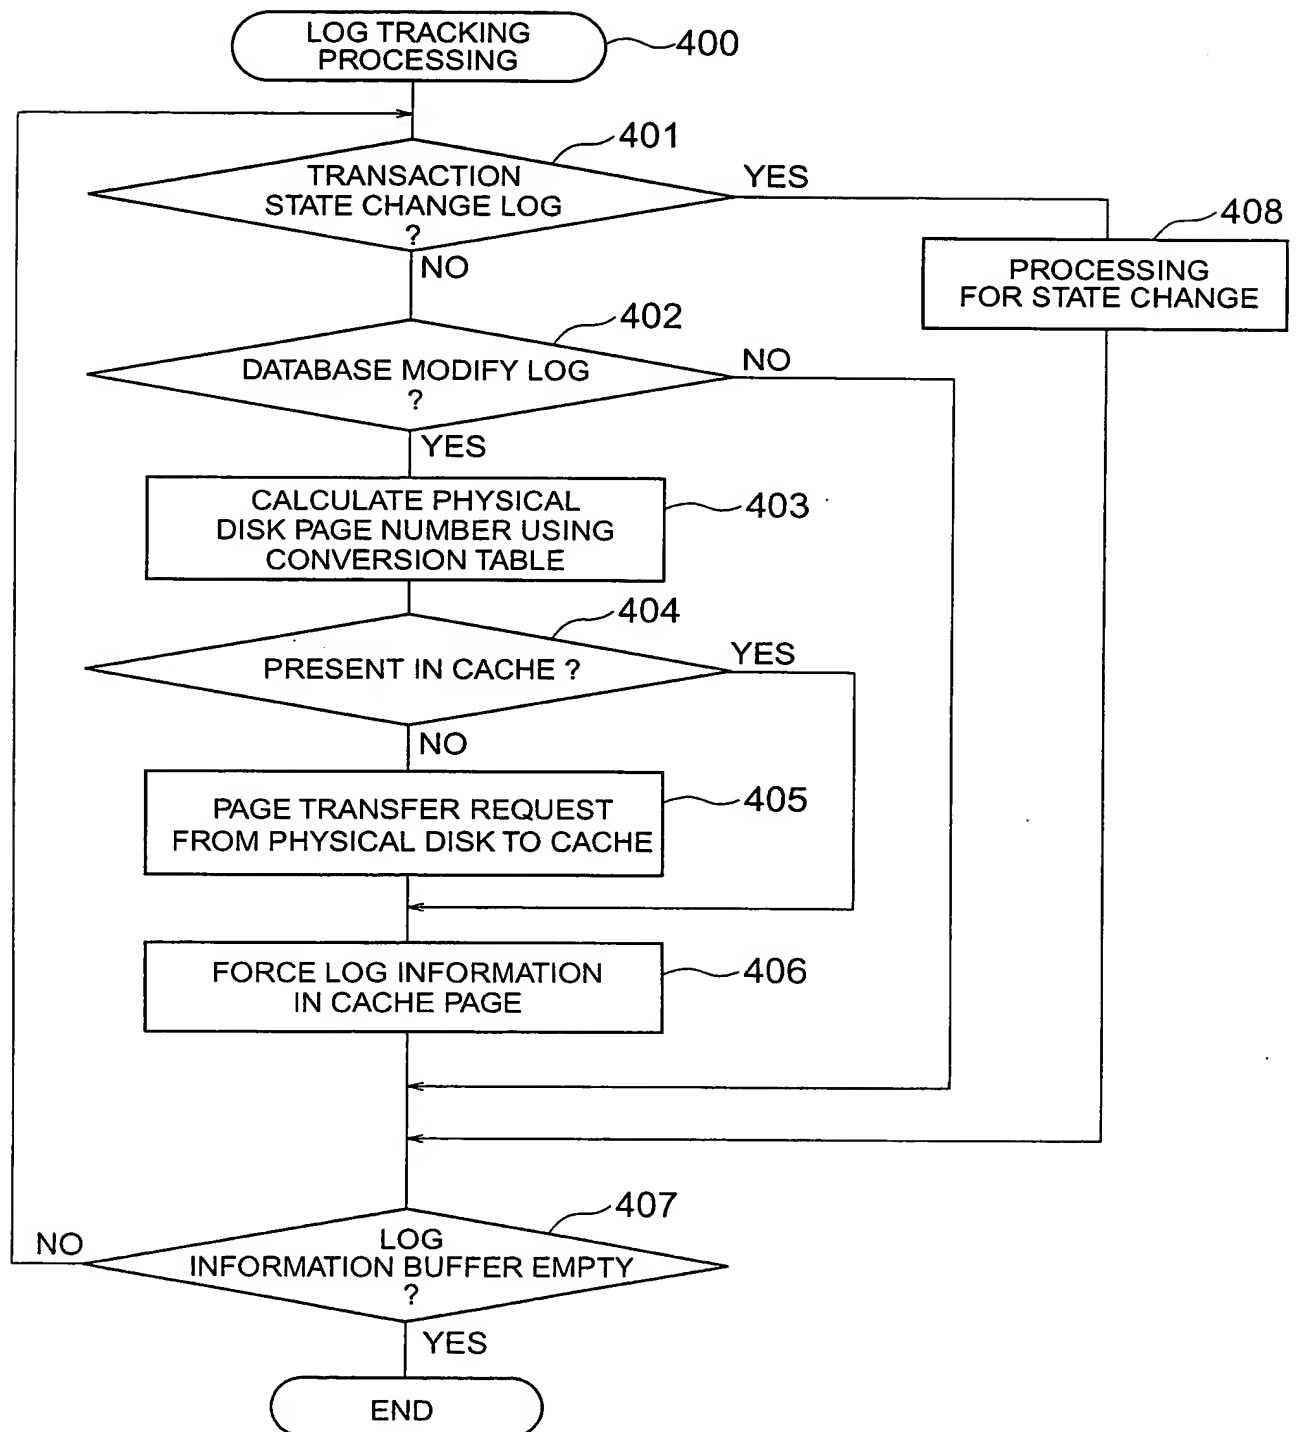 LOG TRACKING
PROCESSING
400
401
TRANSACTION
STATE CHANGE LOG
?
YES
NO
408
PROCESSING
FOR STATE CHANGE
402
DATABASE MODIFY LOG
?
NO
YES
CALCULATE PHYSICAL
DISK PAGE NUMBER USING
CONVERSION TABLE
403
404
PRESENT IN CACHE ?
YES
NO
PAGE TRANSFER REQUEST
FROM PHYSICAL DISK TO CACHE
405
FORCE LOG INFORMATION
IN CACHE PAGE
406
407
LOG
INFORMATION BUFFER EMPTY
?
NO
YES
END